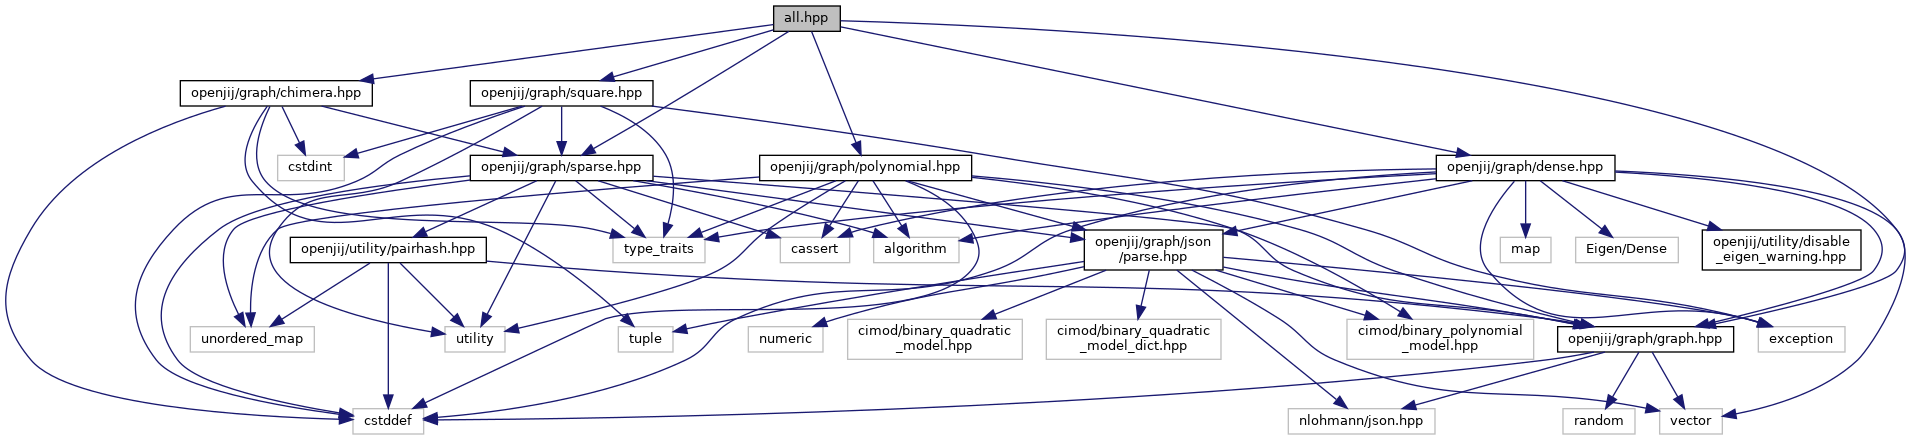 all.hpp
openjij/graph/chimera.hpp
openjij/graph/square.hpp
cstdint
openjij/graph/sparse.hpp
openjij/graph/polynomial.hpp
openjij/graph/dense.hpp
openjij/utility/pairhash.hpp
type_traits
cassert
algorithm
openjij/graph/json
/parse.hpp
map
Eigen/Dense
openjij/utility/disable
_eigen_warning.hpp
unordered_map
utility
tuple
numeric
cimod/binary_quadratic
_model.hpp
cimod/binary_quadratic
_model_dict.hpp
cimod/binary_polynomial
_model.hpp
openjij/graph/graph.hpp
exception
cstddef
nlohmann/json.hpp
random
vector